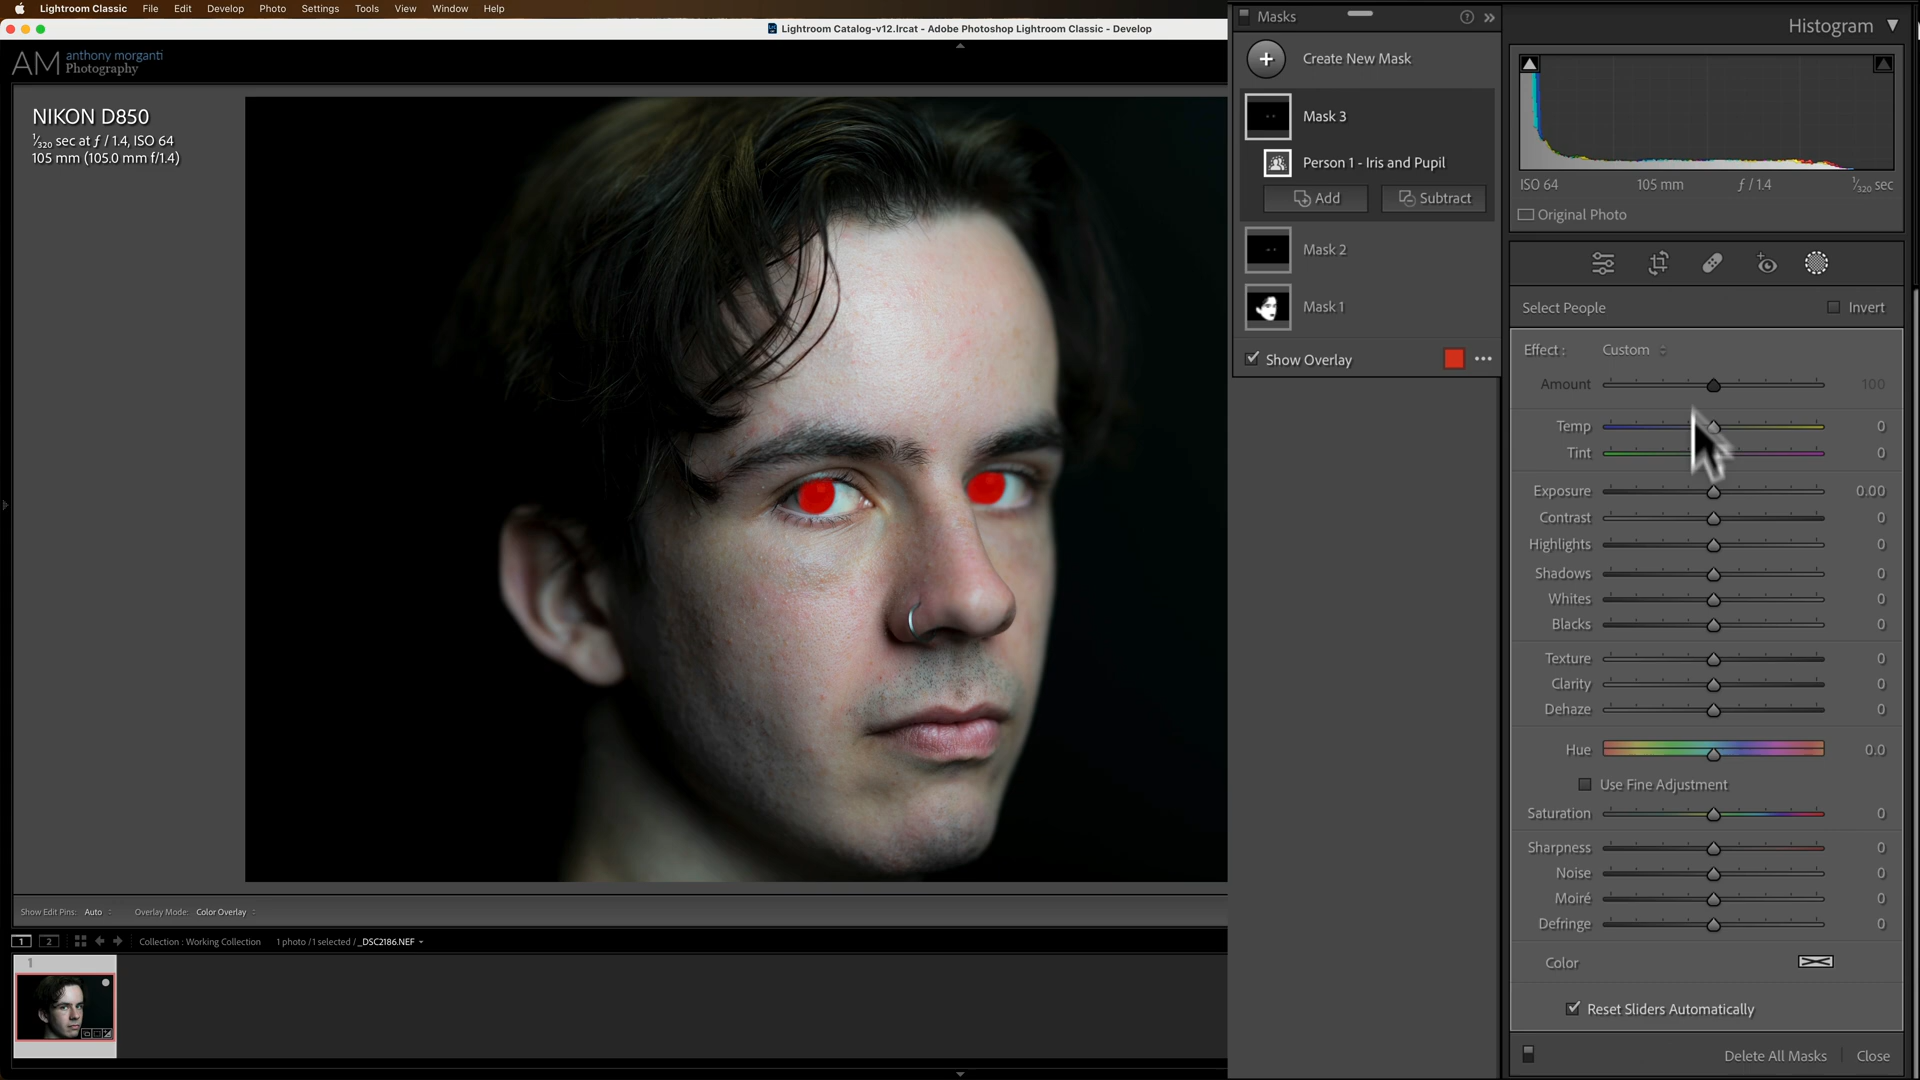 Lightroom Classic File Edit Develop Photo Settings Tools View Window Help
Lightroom Catalog-v12.lrcat - Adobe Photoshop Lightroom Classic - Develop
AM anthony morganti
Photography
NIKON D850
1/320 sec at ƒ / 1.4, ISO 64
105 mm (105.0 mm f/1.4)
Masks
Create New Mask
Mask 3
Person 1 - Iris and Pupil
Add Subtract
Mask 2
Mask 1
Show Overlay
Histogram
ISO 64 105 mm ƒ / 1.4 1/320 sec
Original Photo
Select People Invert
Effect : Custom
Amount 100
Temp 0
Tint 0
Exposure 0.00
Contrast 0
Highlights 0
Shadows 0
Whites 0
Blacks 0
Texture 0
Clarity 0
Dehaze 0
Hue 0.0
Use Fine Adjustment
Saturation 0
Sharpness 0
Noise 0
Moiré 0
Defringe 0
Color
Reset Sliders Automatically
Delete All Masks Close
Show Edit Pins: Auto Overlay Mode: Color Overlay
1 2 Collection : Working Collection 1 photo / 1 selected / _DSC2186.NEF
1